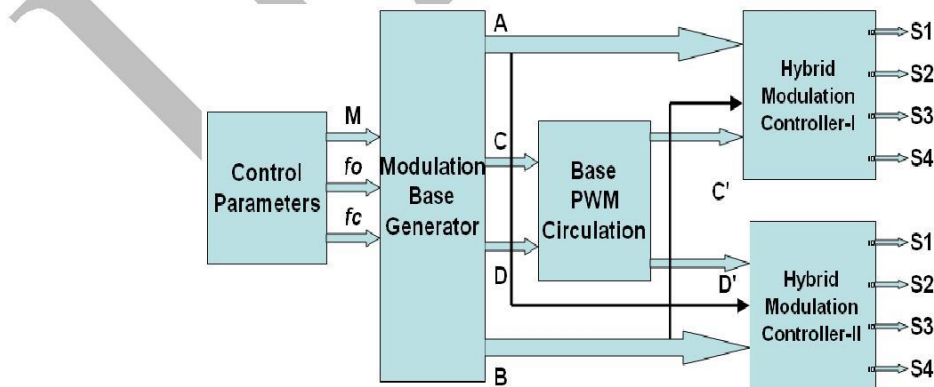 A
S1
Hybrid
Modulation
Controller-I
S2
S3
S4
M
fo
fc
Control
Parameters
Modulation
Base
Generator
C
D
Base
PWM
Circulation
C'
D'
B
Hybrid
Modulation
Controller-II
S1
S2
S3
S4